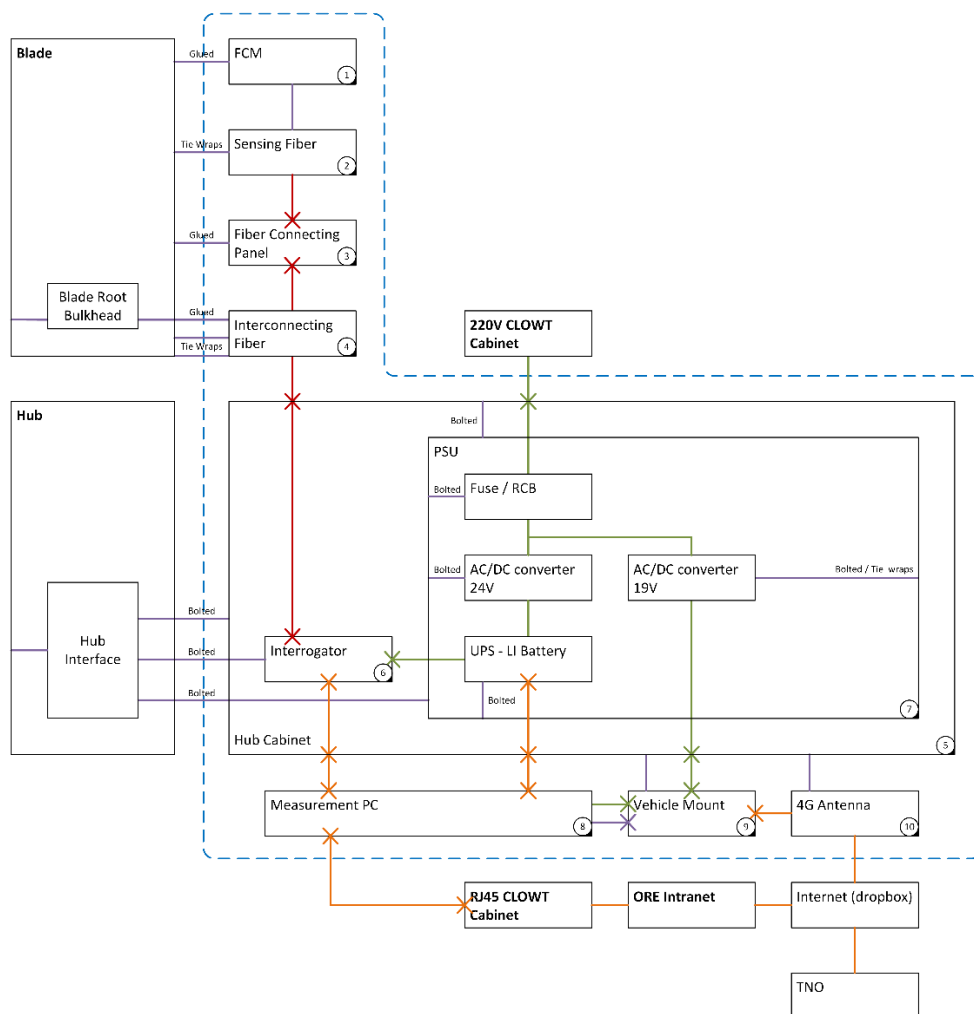 Blade
Glued
FCM
1
Tie Wraps
Sensing Fiber
2
Glued
Fiber Connecting
Panel
3
Blade Root
Bulkhead
Glued
Tie Wraps
Interconnecting
Fiber
4
220V CLOWT
Cabinet
Hub
Bolted
PSU
Bolted
Fuse / RCB
Bolted
AC/DC converter
24V
AC/DC converter
19V
Bolted / Tie wraps
Hub
Interface
Bolted
Bolted
Bolted
Interrogator
6
UPS - LI Battery
Bolted
7
Hub Cabinet
5
Measurement PC
8
Vehicle Mount
9
4G Antenna
10
RJ45 CLOWT
Cabinet
ORE Intranet
Internet (dropbox)
TNO